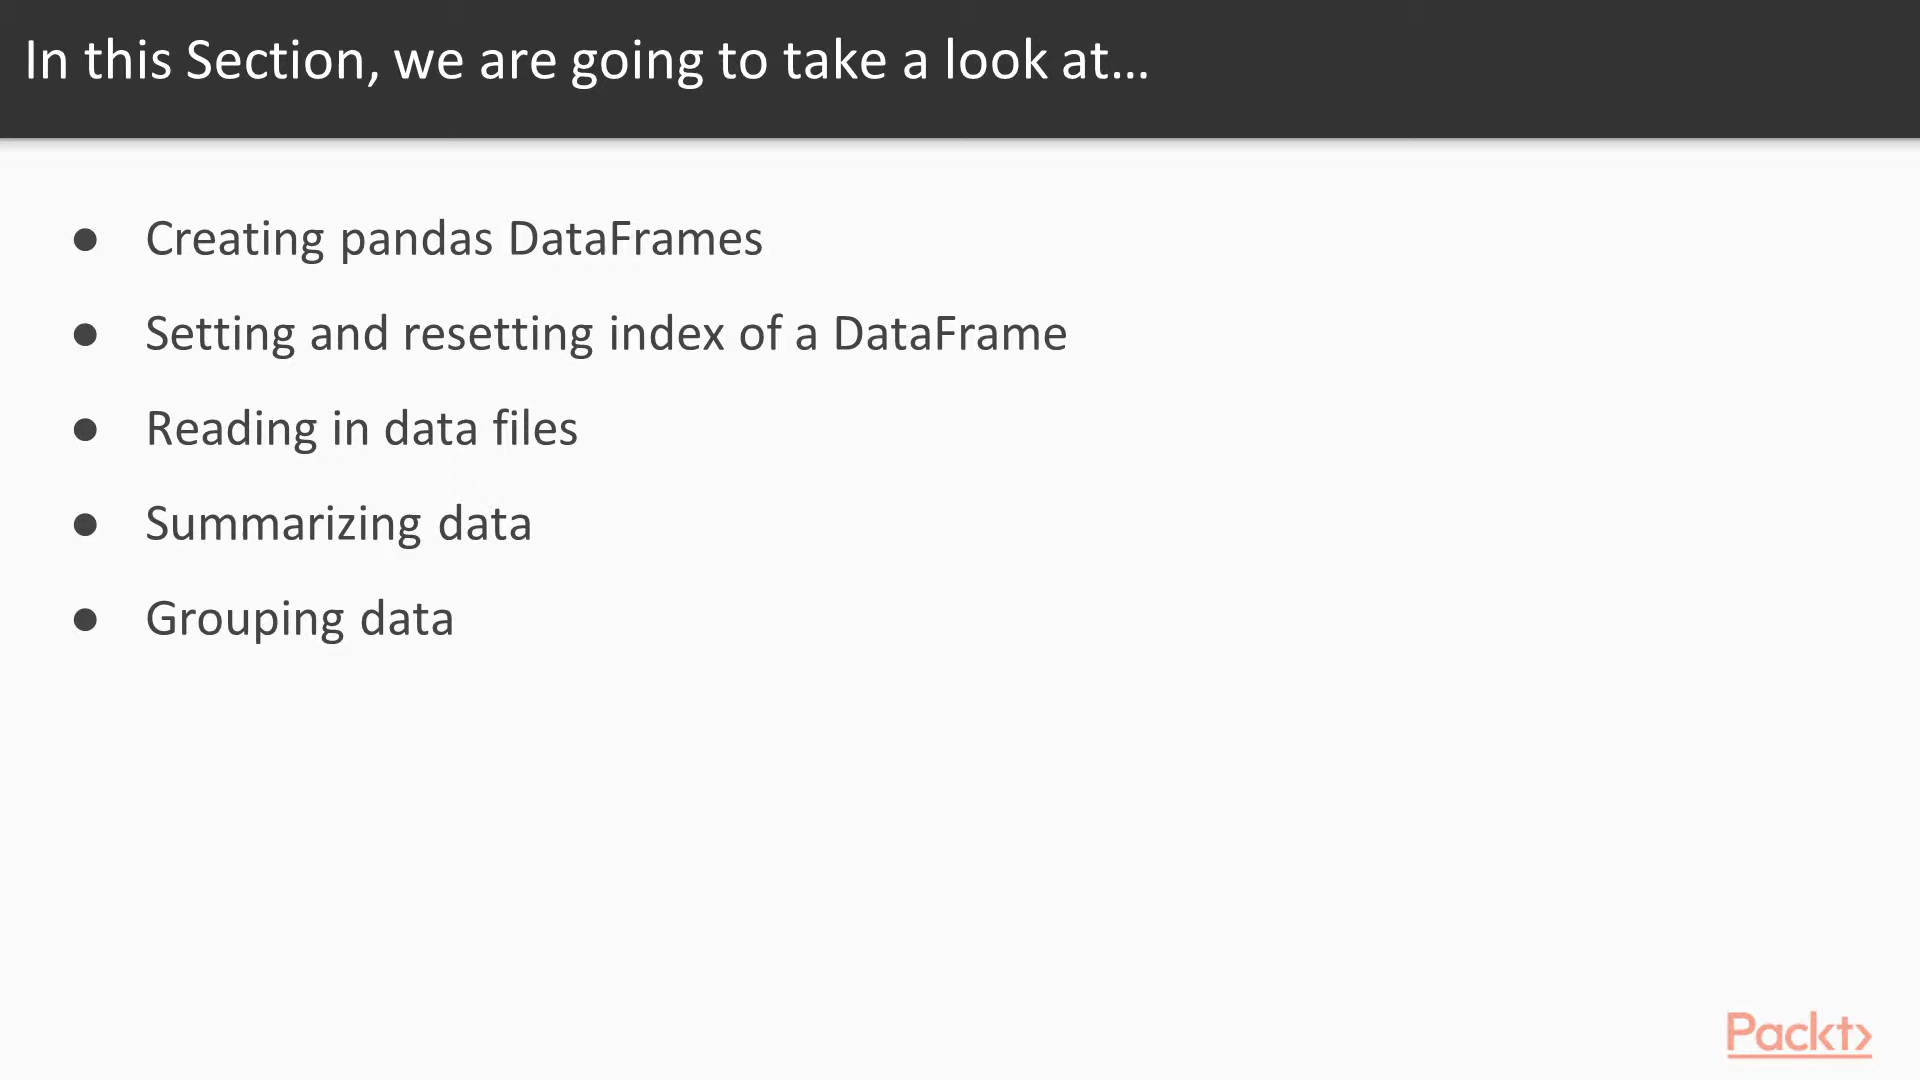 In this Section, we are going to take a look at...
● Creating pandas DataFrames
● Setting and resetting index of a DataFrame
● Reading in data files
● Summarizing data
● Grouping data
Packt>